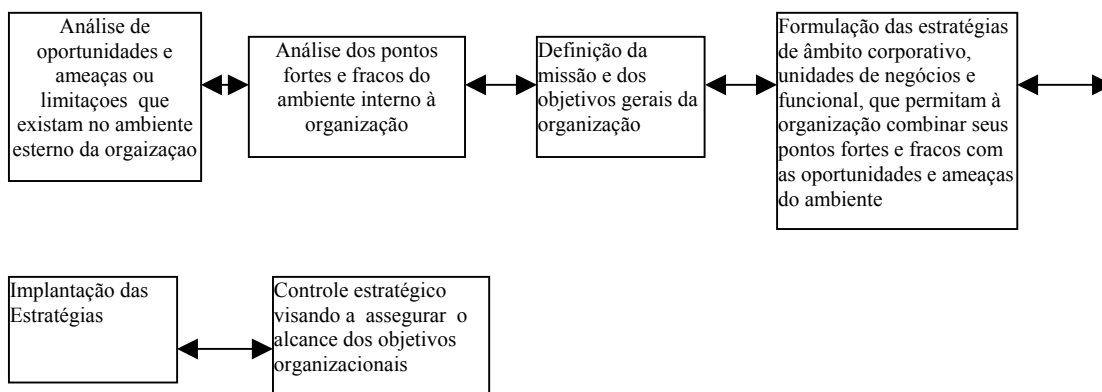 Análise de
oportunidades e
ameaças ou
limitaçoes que
existam no ambiente
esterno da orgaizaçao
Análise dos pontos
fortes e fracos do
ambiente interno à
organização
Definição da
missão e dos
objetivos gerais da
organização
Formulação das estratégias
de âmbito corporativo,
unidades de negócios e
funcional, que permitam à
organização combinar seus
pontos fortes e fracos com
as oportunidades e ameaças
do ambiente
Implantação das
Estratégias
Controle estratégico
visando a assegurar o
alcance dos objetivos
organizacionais